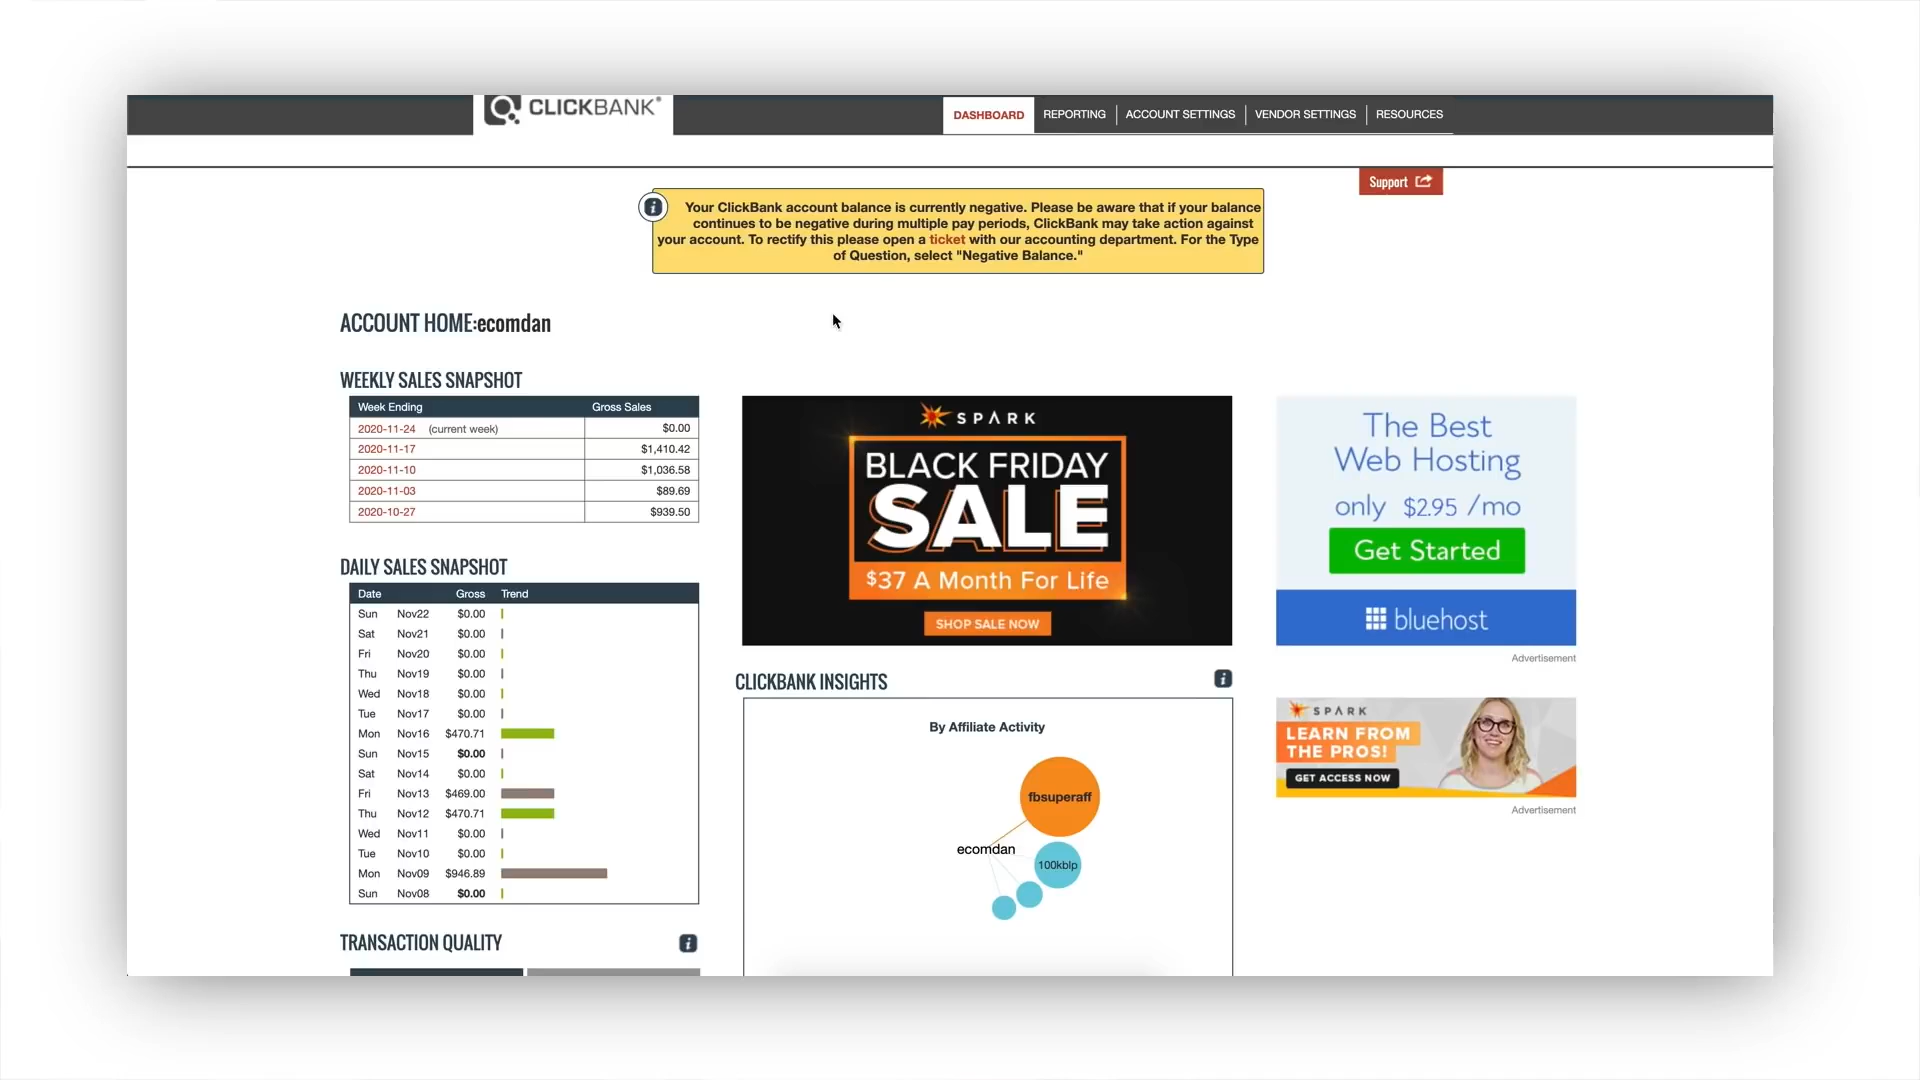 CLICKBANK®
DASHBOARD
REPORTING
ACCOUNT SETTINGS
VENDOR SETTINGS
RESOURCES
Support
Your ClickBank account balance is currently negative. Please be aware that if your balance
continues to be negative during multiple pay periods, ClickBank may take action against
your account. To rectify this please open a ticket with our accounting department. For the Type
of Question, select "Negative Balance."
ACCOUNT HOME:ecomdan
WEEKLY SALES SNAPSHOT
Week Ending Gross Sales
2020-11-24 (current week) $0.00
2020-11-17 $1,410.42
2020-11-10 $1,036.58
2020-11-03 $89.69
2020-10-27 $939.50
DAILY SALES SNAPSHOT
Date Gross Trend
Sun Nov22 $0.00
Sat Nov21 $0.00
Fri Nov20 $0.00
Thu Nov19 $0.00
Wed Nov18 $0.00
Tue Nov17 $0.00
Mon Nov16 $470.71
Sun Nov15 $0.00
Sat Nov14 $0.00
Fri Nov13 $469.00
Thu Nov12 $470.71
Wed Nov11 $0.00
Tue Nov10 $0.00
Mon Nov09 $946.89
Sun Nov08 $0.00
TRANSACTION QUALITY
SPARK
BLACK FRIDAY
SALE
$37 A Month For Life
SHOP SALE NOW
CLICKBANK INSIGHTS
By Affiliate Activity
fbsuperaff
ecomdan
100kblp
The Best
Web Hosting
only $2.95 /mo
Get Started
bluehost
Advertisement
SPARK
LEARN FROM
THE PROS!
GET ACCESS NOW
Advertisement